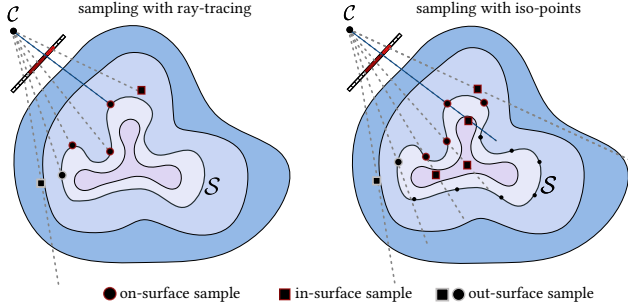 sampling with ray-tracing
sampling with iso-points
C
C
S
S
on-surface sample
in-surface sample
out-surface sample